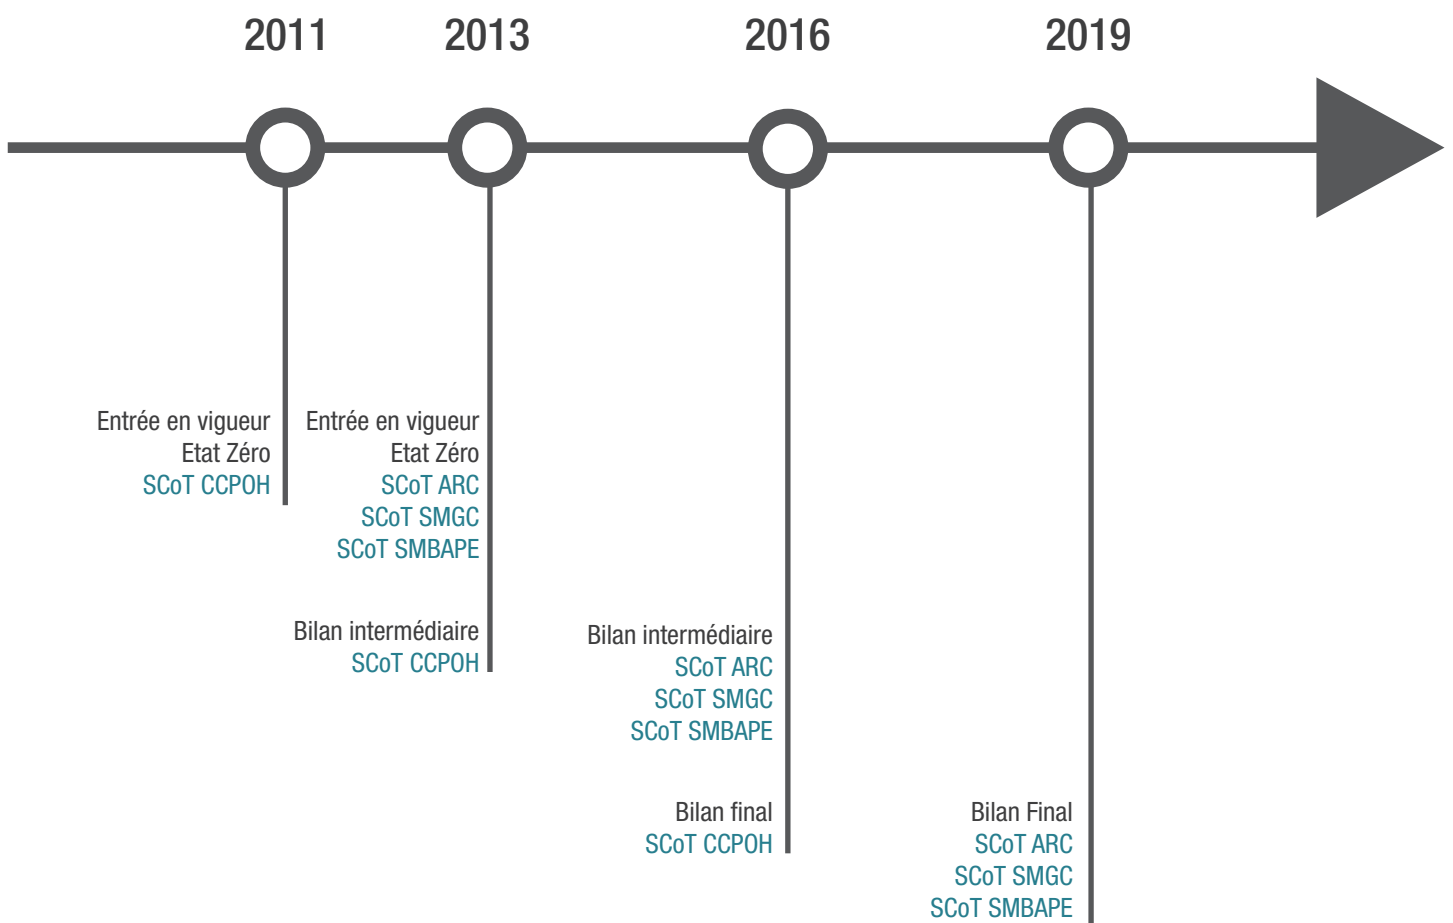 2011
2013
2016
2019
Entrée en vigueur
Etat Zéro
SCoT CCPOH
Entrée en vigueur
Etat Zéro
SCoT ARC
SCoT SMGC
SCoT SMBAPE
Bilan intermédiaire
SCoT CCPOH
Bilan intermédiaire
SCoT ARC
SCoT SMGC
SCoT SMBAPE
Bilan final
SCoT CCPOH
Bilan Final
SCoT ARC
SCoT SMGC
SCoT SMBAPE